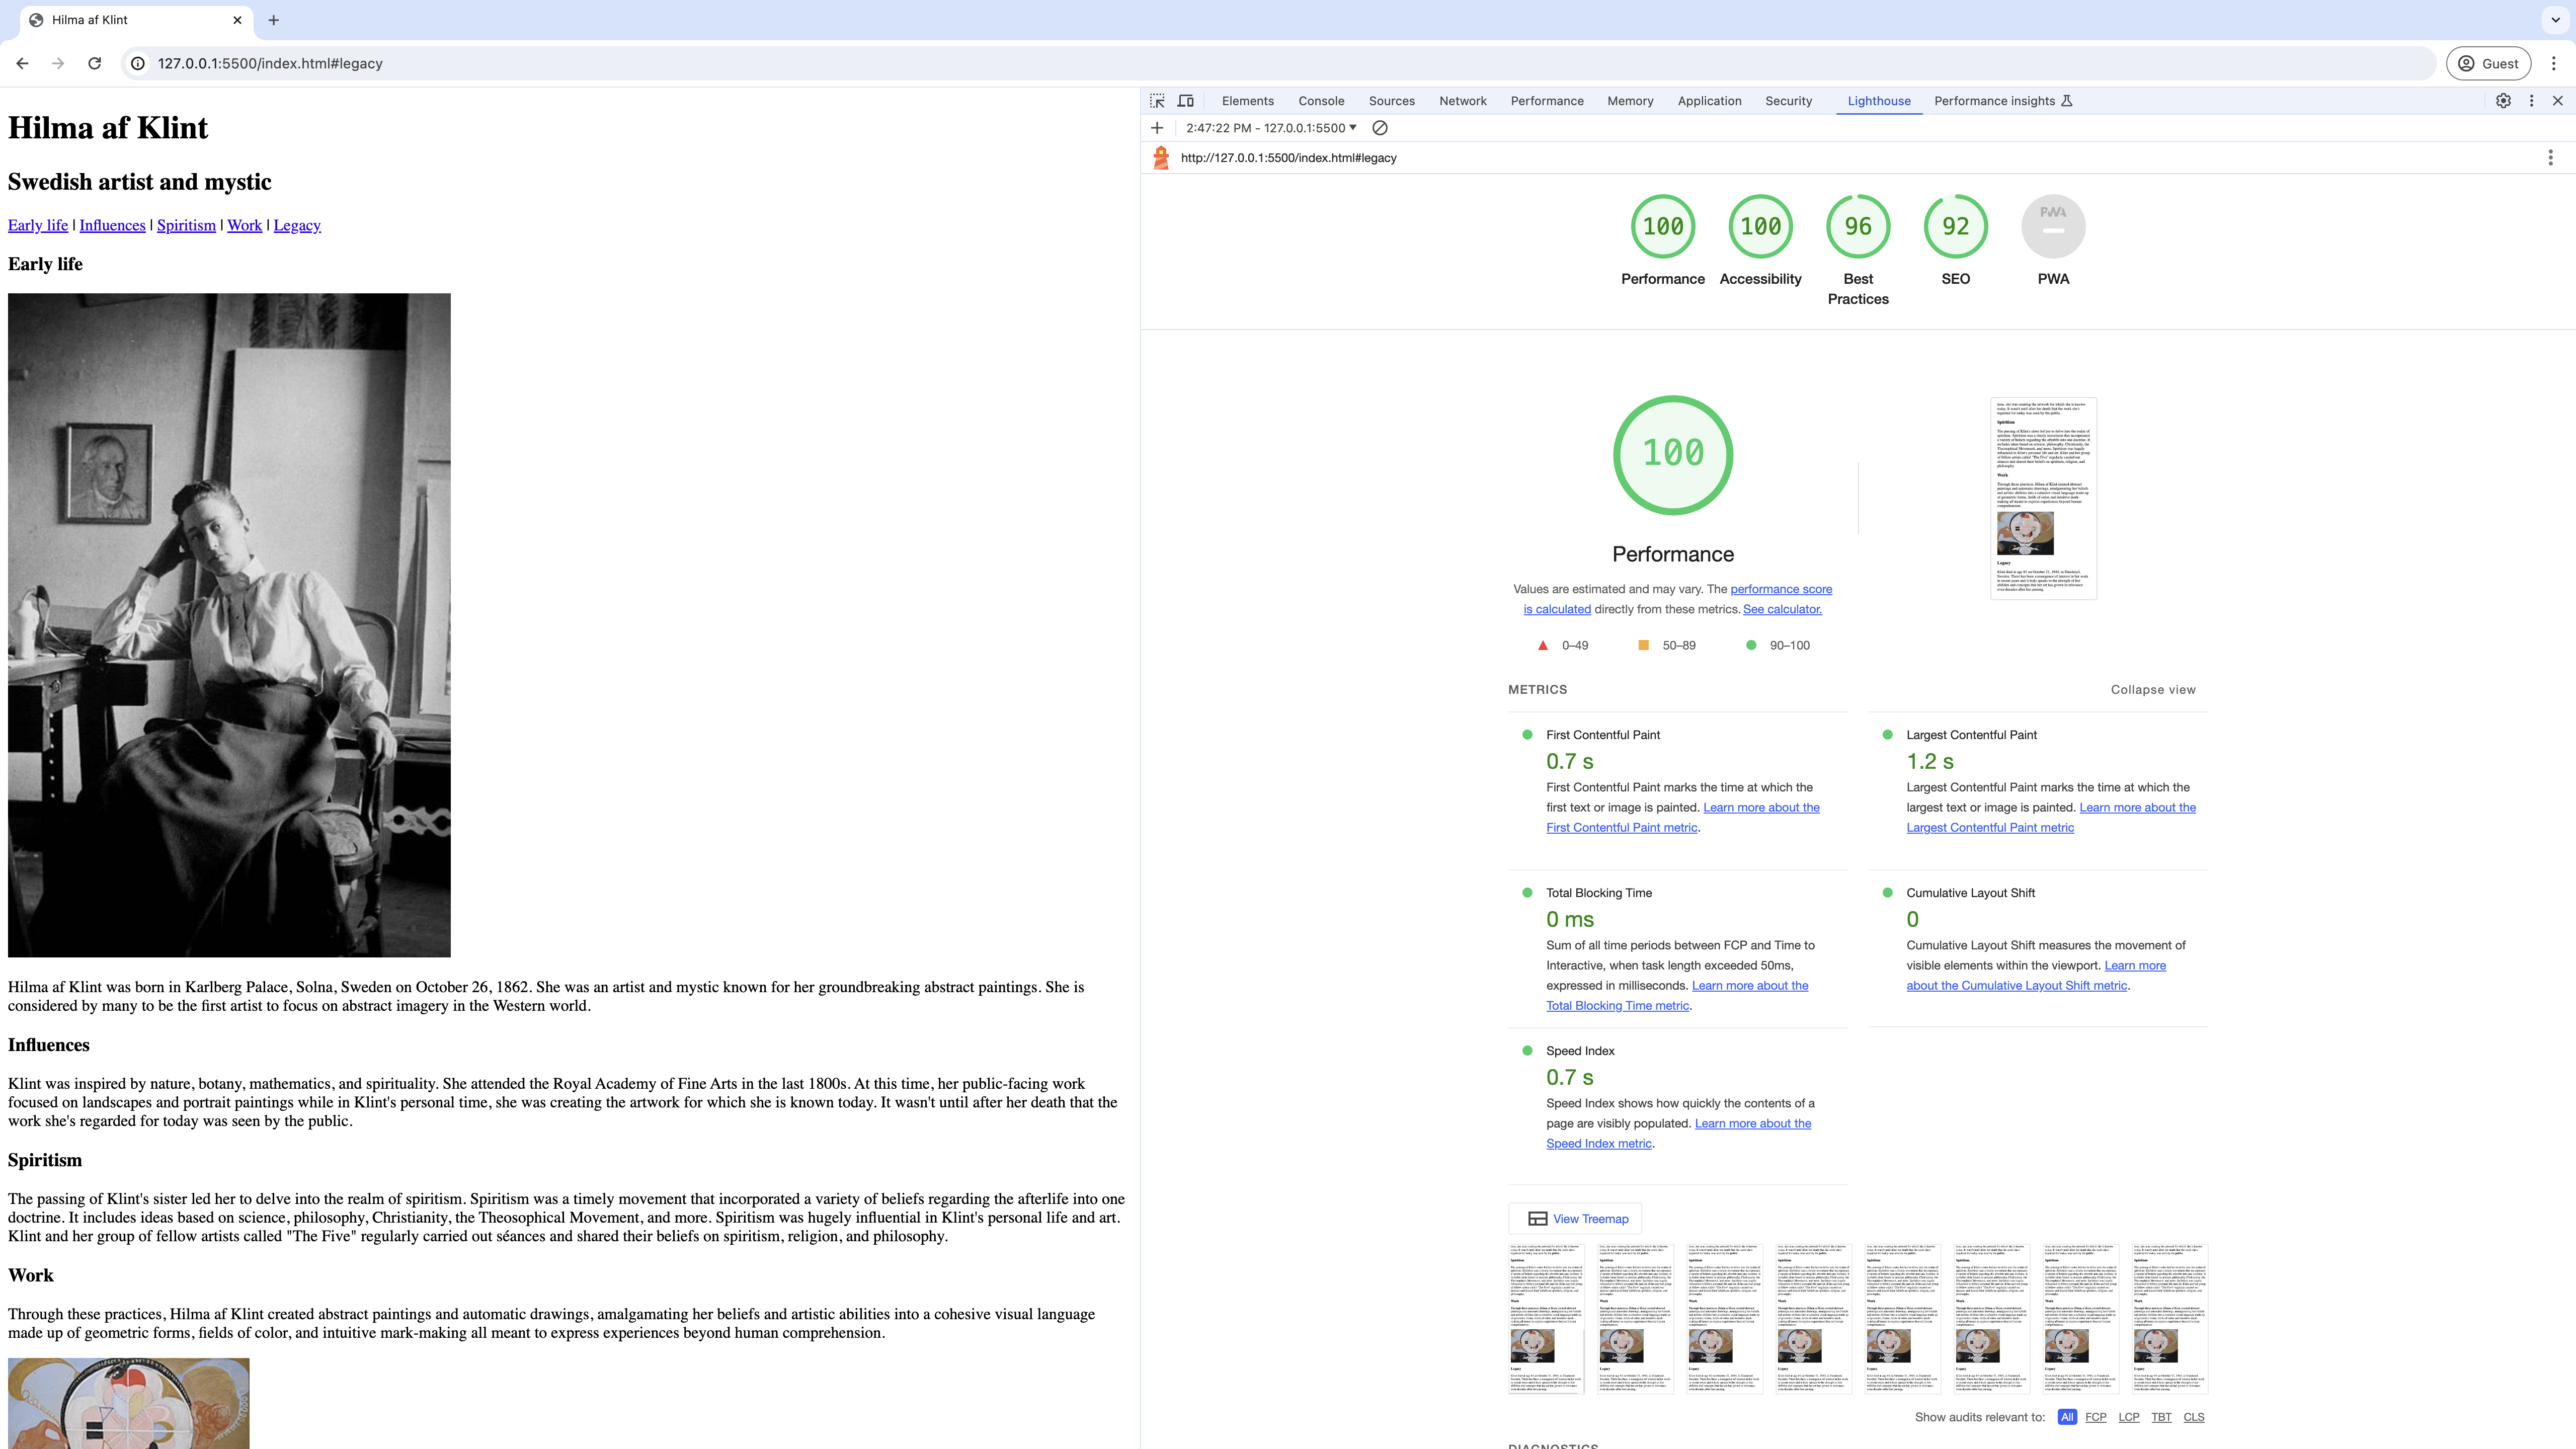 Hilma af Klint
127.0.0.1:5500/index.html#legacy
Guest
Hilma af Klint
Swedish artist and mystic
Early life | Influences | Spiritism | Work | Legacy
Early life
Hilma af Klint was born in Karlberg Palace, Solna, Sweden on October 26, 1862. She was an artist and mystic known for her groundbreaking abstract paintings. She is
considered by many to be the first artist to focus on abstract imagery in the Western world.
Influences
Klint was inspired by nature, botany, mathematics, and spirituality. She attended the Royal Academy of Fine Arts in the last 1800s. At this time, her public-facing work
focused on landscapes and portrait paintings while in Klint's personal time, she was creating the artwork for which she is known today. It wasn't until after her death that the
work she's regarded for today was seen by the public.
Spiritism
The passing of Klint's sister led her to delve into the realm of spiritism. Spiritism was a timely movement that incorporated a variety of beliefs regarding the afterlife into one
doctrine. It includes ideas based on science, philosophy, Christianity, the Theosophical Movement, and more. Spiritism was hugely influential in Klint's personal life and art.
Klint and her group of fellow artists called "The Five" regularly carried out séances and shared their beliefs on spiritism, religion, and philosophy.
Work
Through these practices, Hilma af Klint created abstract paintings and automatic drawings, amalgamating her beliefs and artistic abilities into a cohesive visual language
made up of geometric forms, fields of color, and intuitive mark-making all meant to express experiences beyond human comprehension.
Elements Console Sources Network Performance Memory Application Security Lighthouse Performance insights
2:47:22 PM - 127.0.0.1:5500
http://127.0.0.1:5500/index.html#legacy
100 100 96 92 PWA
Performance Accessibility Best Practices SEO PWA
100
Performance
Values are estimated and may vary. The performance score
is calculated directly from these metrics. See calculator.
0–49 50–89 90–100
METRICS
Collapse view
First Contentful Paint
0.7 s
First Contentful Paint marks the time at which the
first text or image is painted. Learn more about the
First Contentful Paint metric.
Largest Contentful Paint
1.2 s
Largest Contentful Paint marks the time at which the
largest text or image is painted. Learn more about the
Largest Contentful Paint metric
Total Blocking Time
0 ms
Sum of all time periods between FCP and Time to
Interactive, when task length exceeded 50ms,
expressed in milliseconds. Learn more about the
Total Blocking Time metric.
Cumulative Layout Shift
0
Cumulative Layout Shift measures the movement of
visible elements within the viewport. Learn more
about the Cumulative Layout Shift metric.
Speed Index
0.7 s
Speed Index shows how quickly the contents of a
page are visibly populated. Learn more about the
Speed Index metric.
View Treemap
Show audits relevant to: All FCP LCP TBT CLS
DIAGNOSTICS